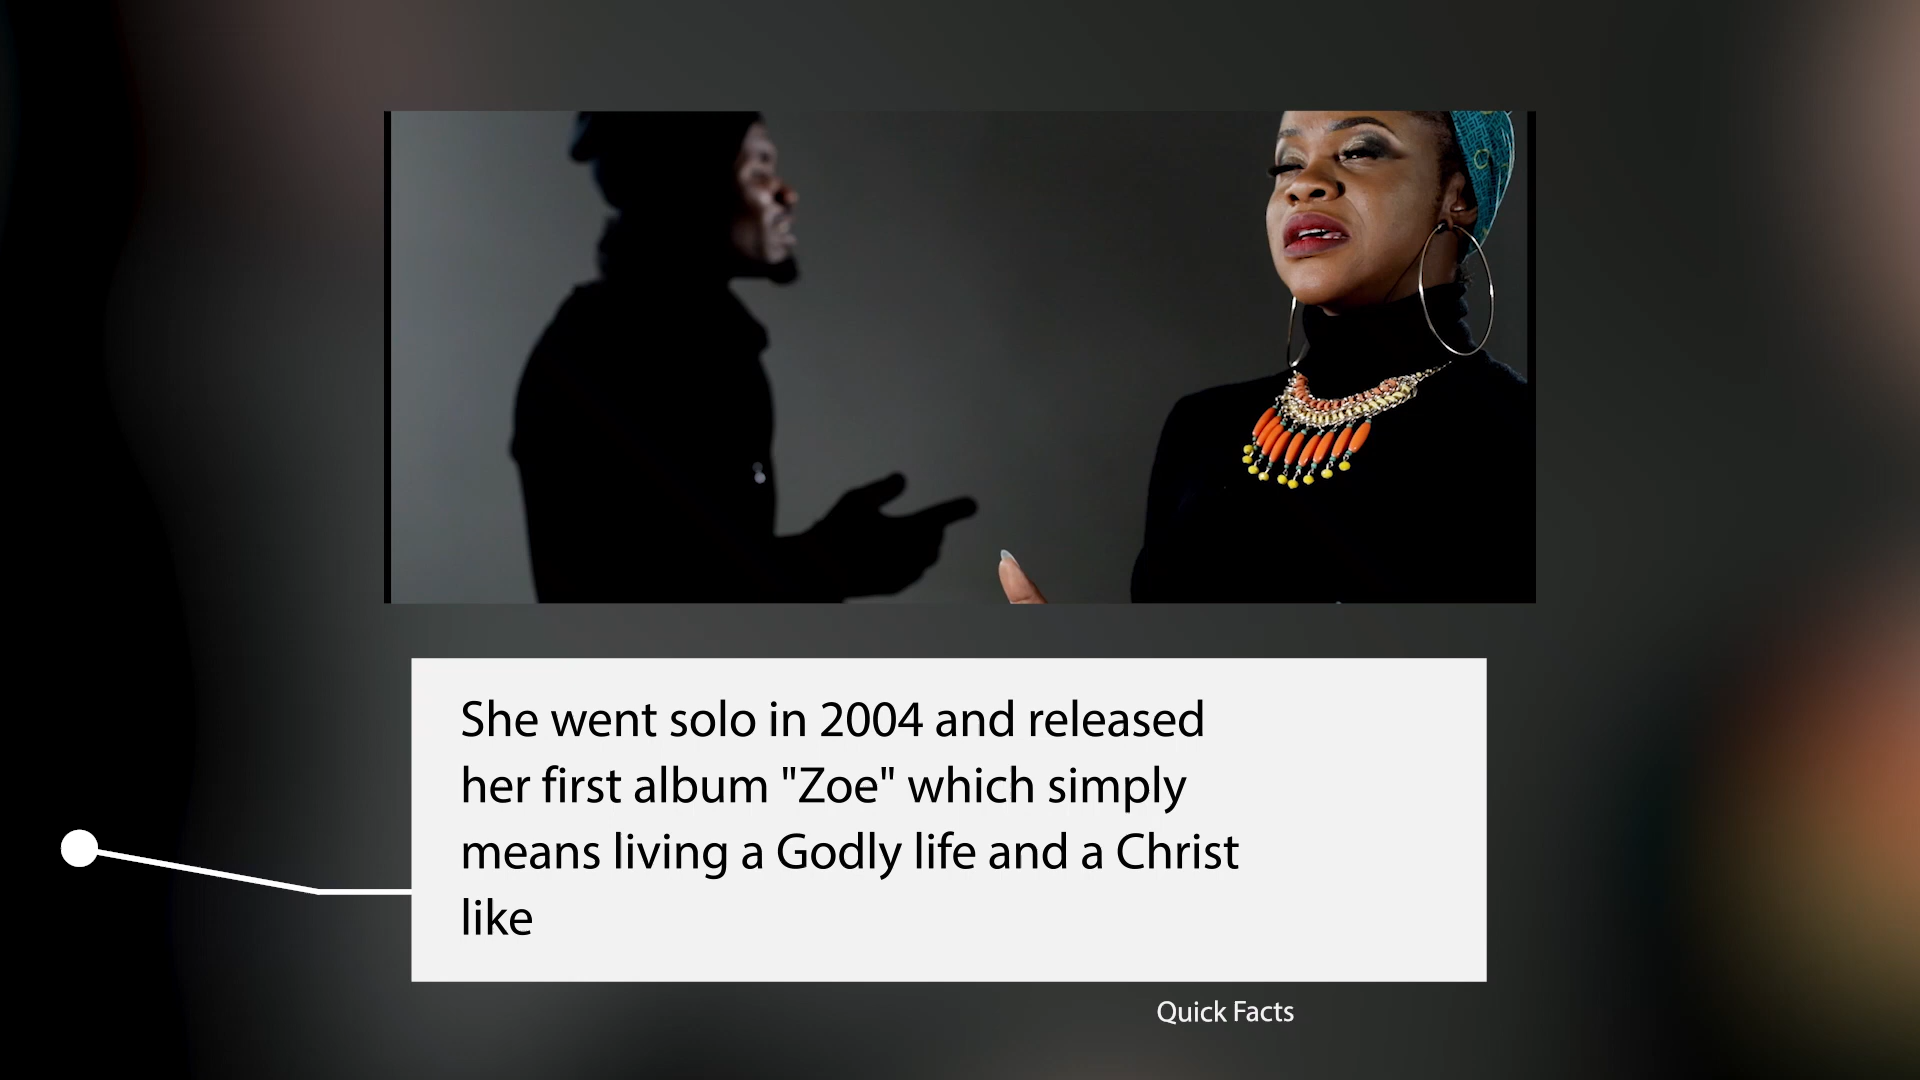 She went solo in 2004 and released
her first album "Zoe" which simply
means living a Godly life and a Christ
like
Quick Facts